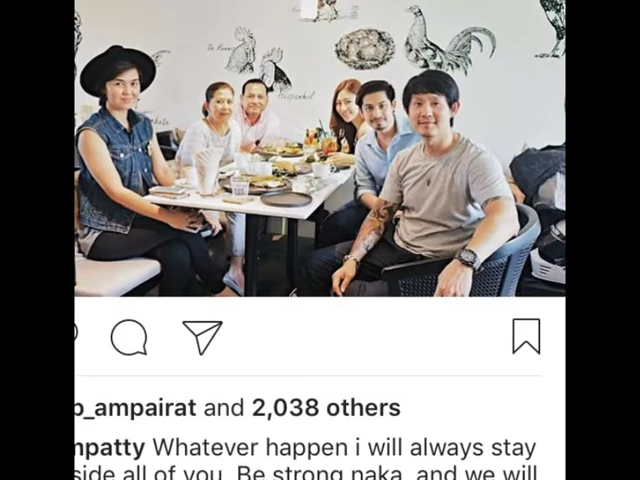 b_ampairat and 2,038 others
mpatty Whatever happen i will always stay
side all of you. Be strong naka, and we will